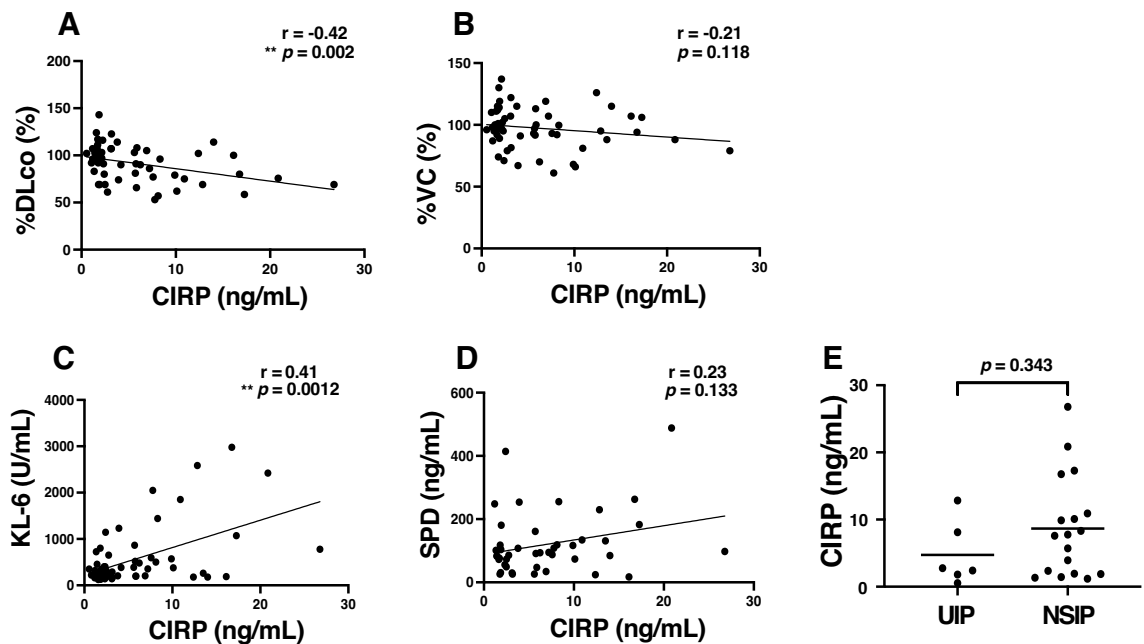 A
r = -0.42
** p = 0.002
%DLco (%)
200
150
100
50
0
0 10 20 30
CIRP (ng/mL)
B
r = -0.21
p = 0.118
%VC (%)
150
100
50
0
0 10 20 30
CIRP (ng/mL)
C
r = 0.41
** p = 0.0012
KL-6 (U/mL)
4000
3000
2000
1000
0
0 10 20 30
CIRP (ng/mL)
D
r = 0.23
p = 0.133
SPD (ng/mL)
600
400
200
0
0 10 20 30
CIRP (ng/mL)
E
p = 0.343
CIRP (ng/mL)
30
20
10
0
UIP NSIP